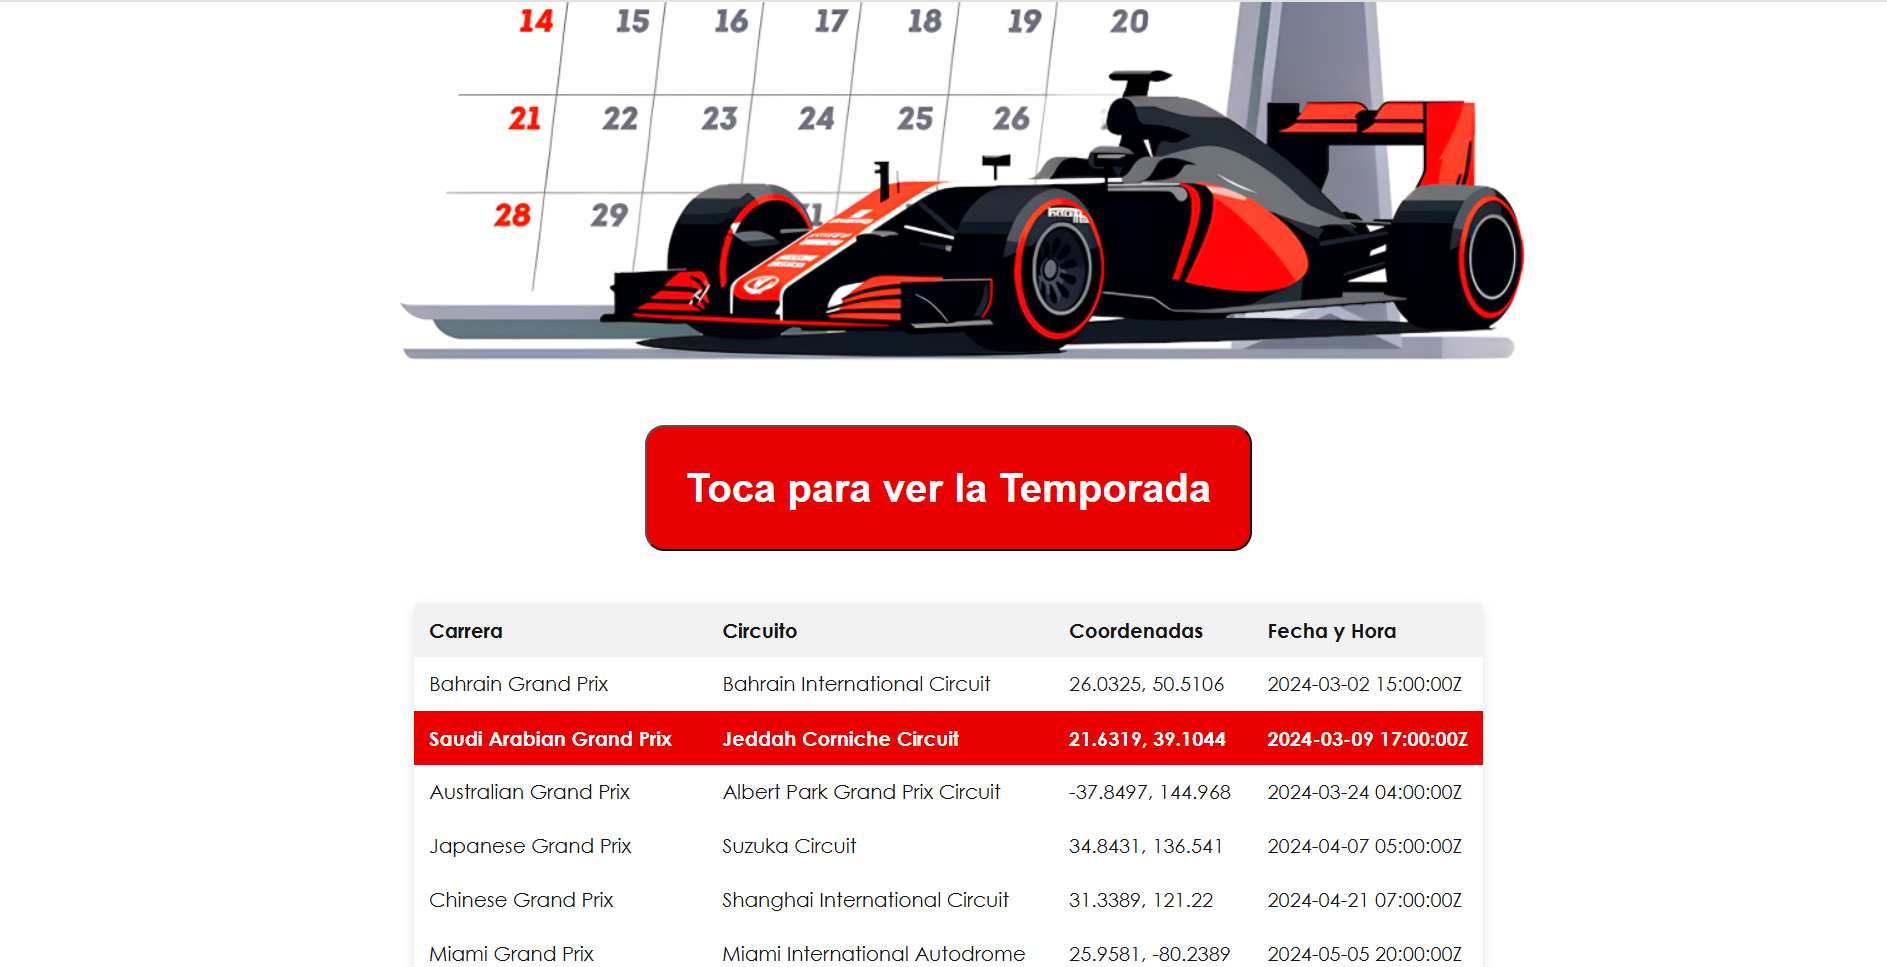 14 15 16 17 18 19 20
21 22 23 24 25 26
28 29
Toca para ver la Temporada
Carrera Circuito Coordenadas Fecha y Hora
Bahrain Grand Prix Bahrain International Circuit 26.0325, 50.5106 2024-03-02 15:00:00Z
Saudi Arabian Grand Prix Jeddah Corniche Circuit 21.6319, 39.1044 2024-03-09 17:00:00Z
Australian Grand Prix Albert Park Grand Prix Circuit -37.8497, 144.968 2024-03-24 04:00:00Z
Japanese Grand Prix Suzuka Circuit 34.8431, 136.541 2024-04-07 05:00:00Z
Chinese Grand Prix Shanghai International Circuit 31.3389, 121.22 2024-04-21 07:00:00Z
Miami Grand Prix Miami International Autodrome 25.9581, -80.2389 2024-05-05 20:00:00Z